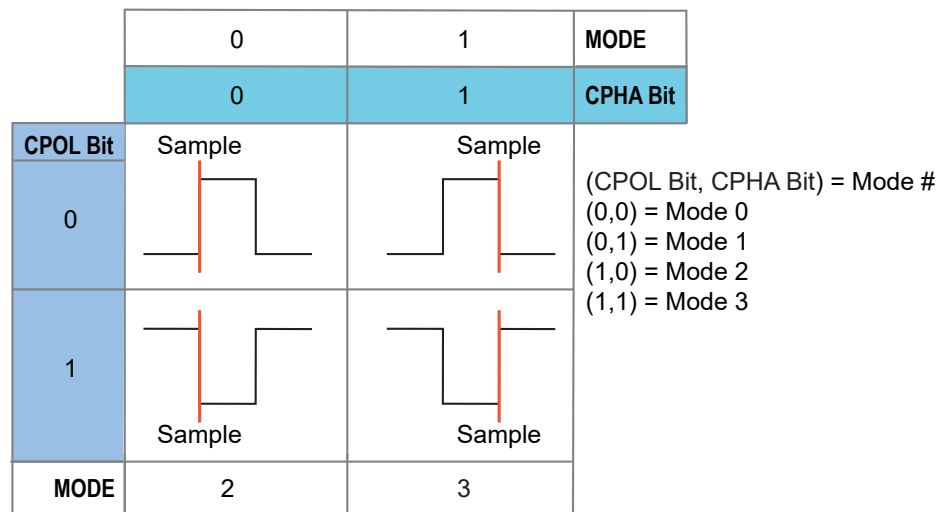 0 1 MODE
0 1 CPHA Bit
CPOL Bit Sample Sample
(CPOL Bit, CPHA Bit) = Mode #
0
(0,0) = Mode 0
(0,1) = Mode 1
(1,0) = Mode 2
(1,1) = Mode 3
1
Sample Sample
MODE 2 3